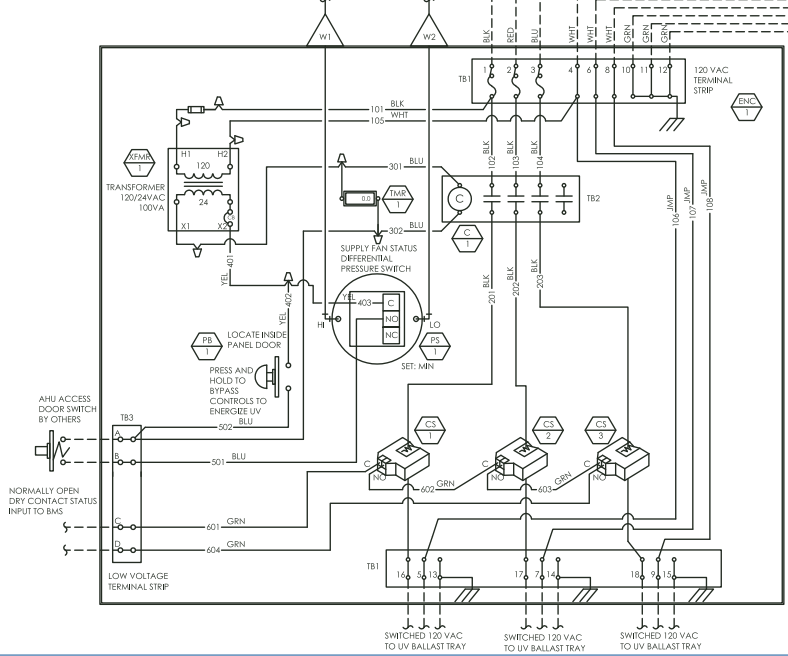 W1
W2
BLK
RED
BLU
WHT
WHT
WHT
GRN
GRN
GRN
TB1
1
2
3
4
6
8
10
11
12
120 VAC
TERMINAL
STRIP
ENC
1
101
BLK
105
WHT
XFMR
1
H1
H2
120
24
X1
X2
CB
TRANSFORMER
120/24VAC
100VA
301
BLU
0.0
TMR
1
302
BLU
C
C
1
TB2
BLK
102
BLK
103
BLK
04
JMP
106
JMP
107
JMP
108
SUPPLY FAN STATUS
DIFFERENTIAL
PRESSURE SWITCH
YEL
401
YEL
402
YEL
403
C
NO
NC
HI
LO
PS
1
SET: MIN
BLK
201
BLK
202
BLK
203
PB
1
LOCATE INSIDE
PANEL DOOR
PRESS AND
HOLD TO
BYPASS
CONTROLS TO
ENERGIZE UV
AHU ACCESS
DOOR SWITCH
BY OTHERS
TB3
A
B
C
D
502
BLU
501
BLU
601
GRN
604
GRN
NORMALLY OPEN
DRY CONTACT STATUS
INPUT TO BMS
LOW VOLTAGE
TERMINAL STRIP
CS
1
CS
2
CS
3
C
NO
C
NO
C
NO
602
GRN
603
GRN
TB1
16
5
13
17
7
14
18
9
15
SWITCHED 120 VAC
TO UV BALLAST TRAY
SWITCHED 120 VAC
TO UV BALLAST TRAY
SWITCHED 120 VAC
TO UV BALLAST TRAY